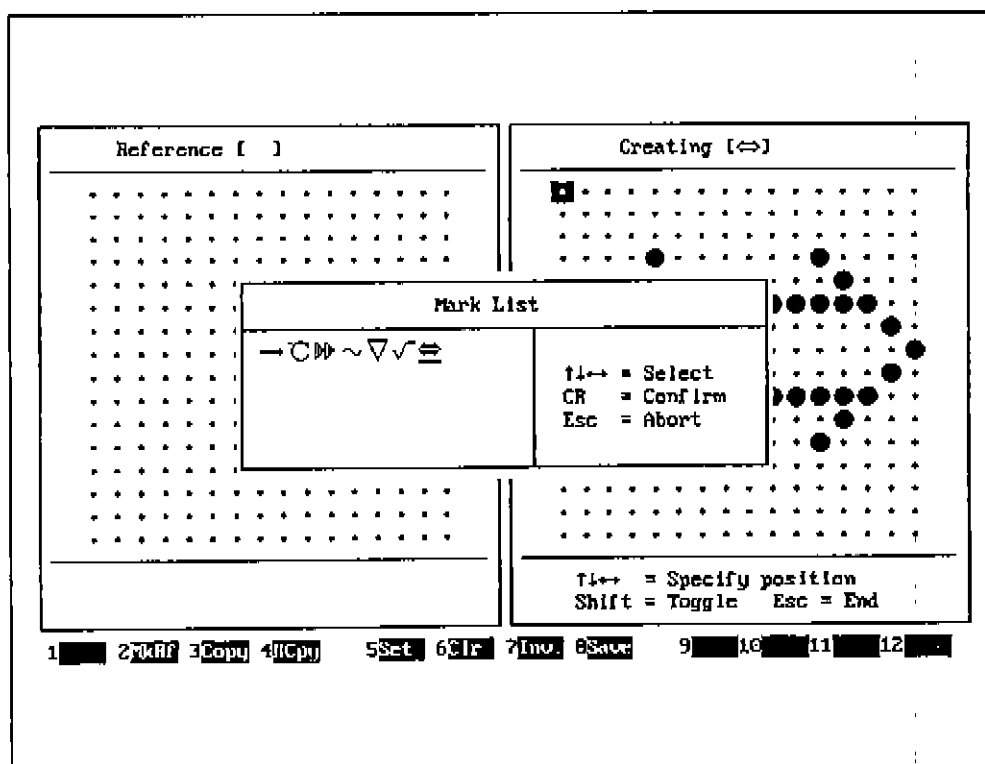 Reference [  ]
Creating [⇔]
Mark List
→ ℃ ▶▶ ~ ▽ √ ⇔
↑↓←→ = Select
CR = Confirm
Esc = Abort
↑↓←→ = Specify position
Shift = Toggle Esc = End
1 2MkRf 3Copy 4RCpy 5Set 6Clr 7Inv. 8Save 9 10 11 12